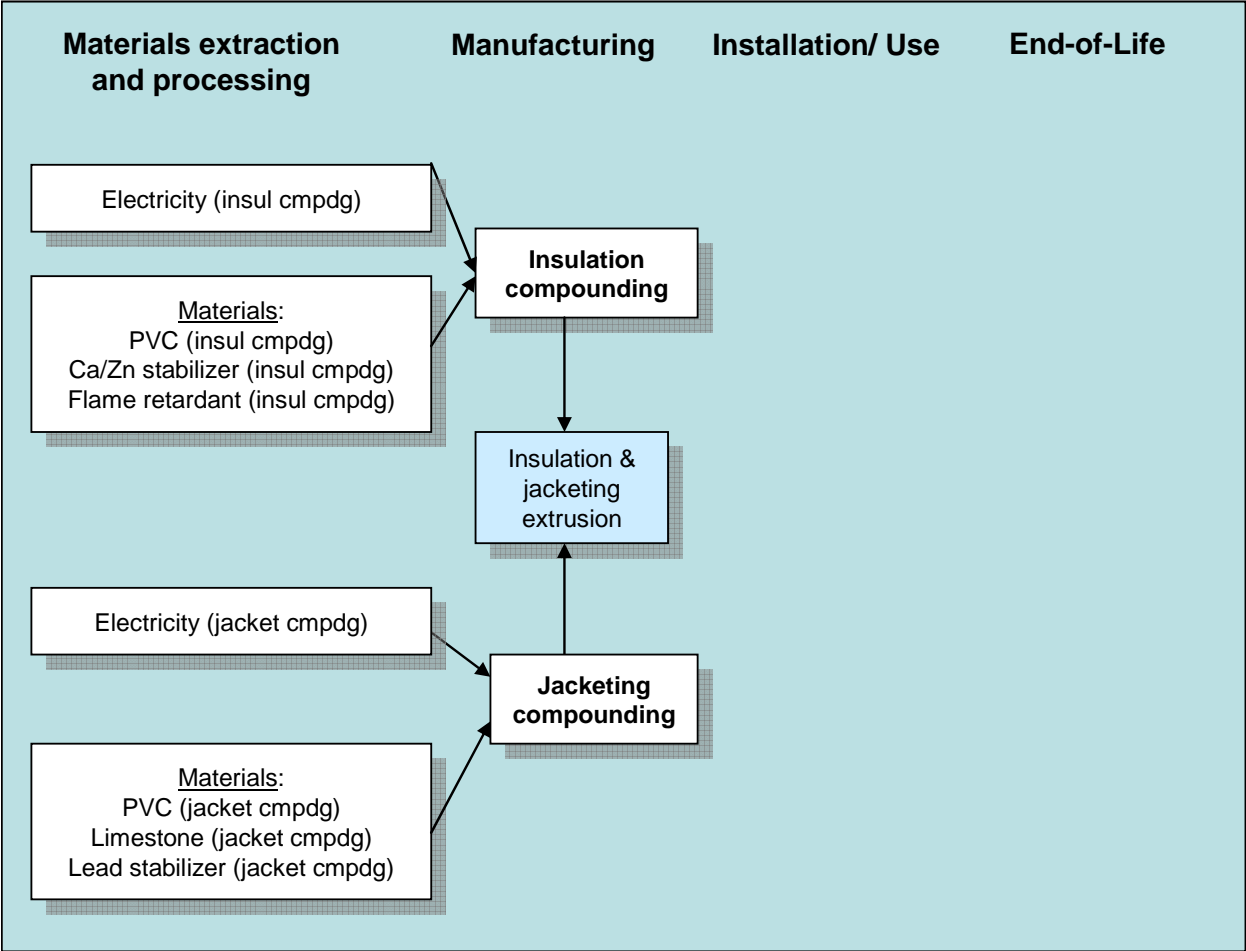 Materials extraction
and processing
Manufacturing
Installation/ Use
End-of-Life
Electricity (insul cmpdg)
Materials:
PVC (insul cmpdg)
Ca/Zn stabilizer (insul cmpdg)
Flame retardant (insul cmpdg)
Insulation
compounding
Insulation &
jacketing
extrusion
Electricity (jacket cmpdg)
Jacketing
compounding
Materials:
PVC (jacket cmpdg)
Limestone (jacket cmpdg)
Lead stabilizer (jacket cmpdg)